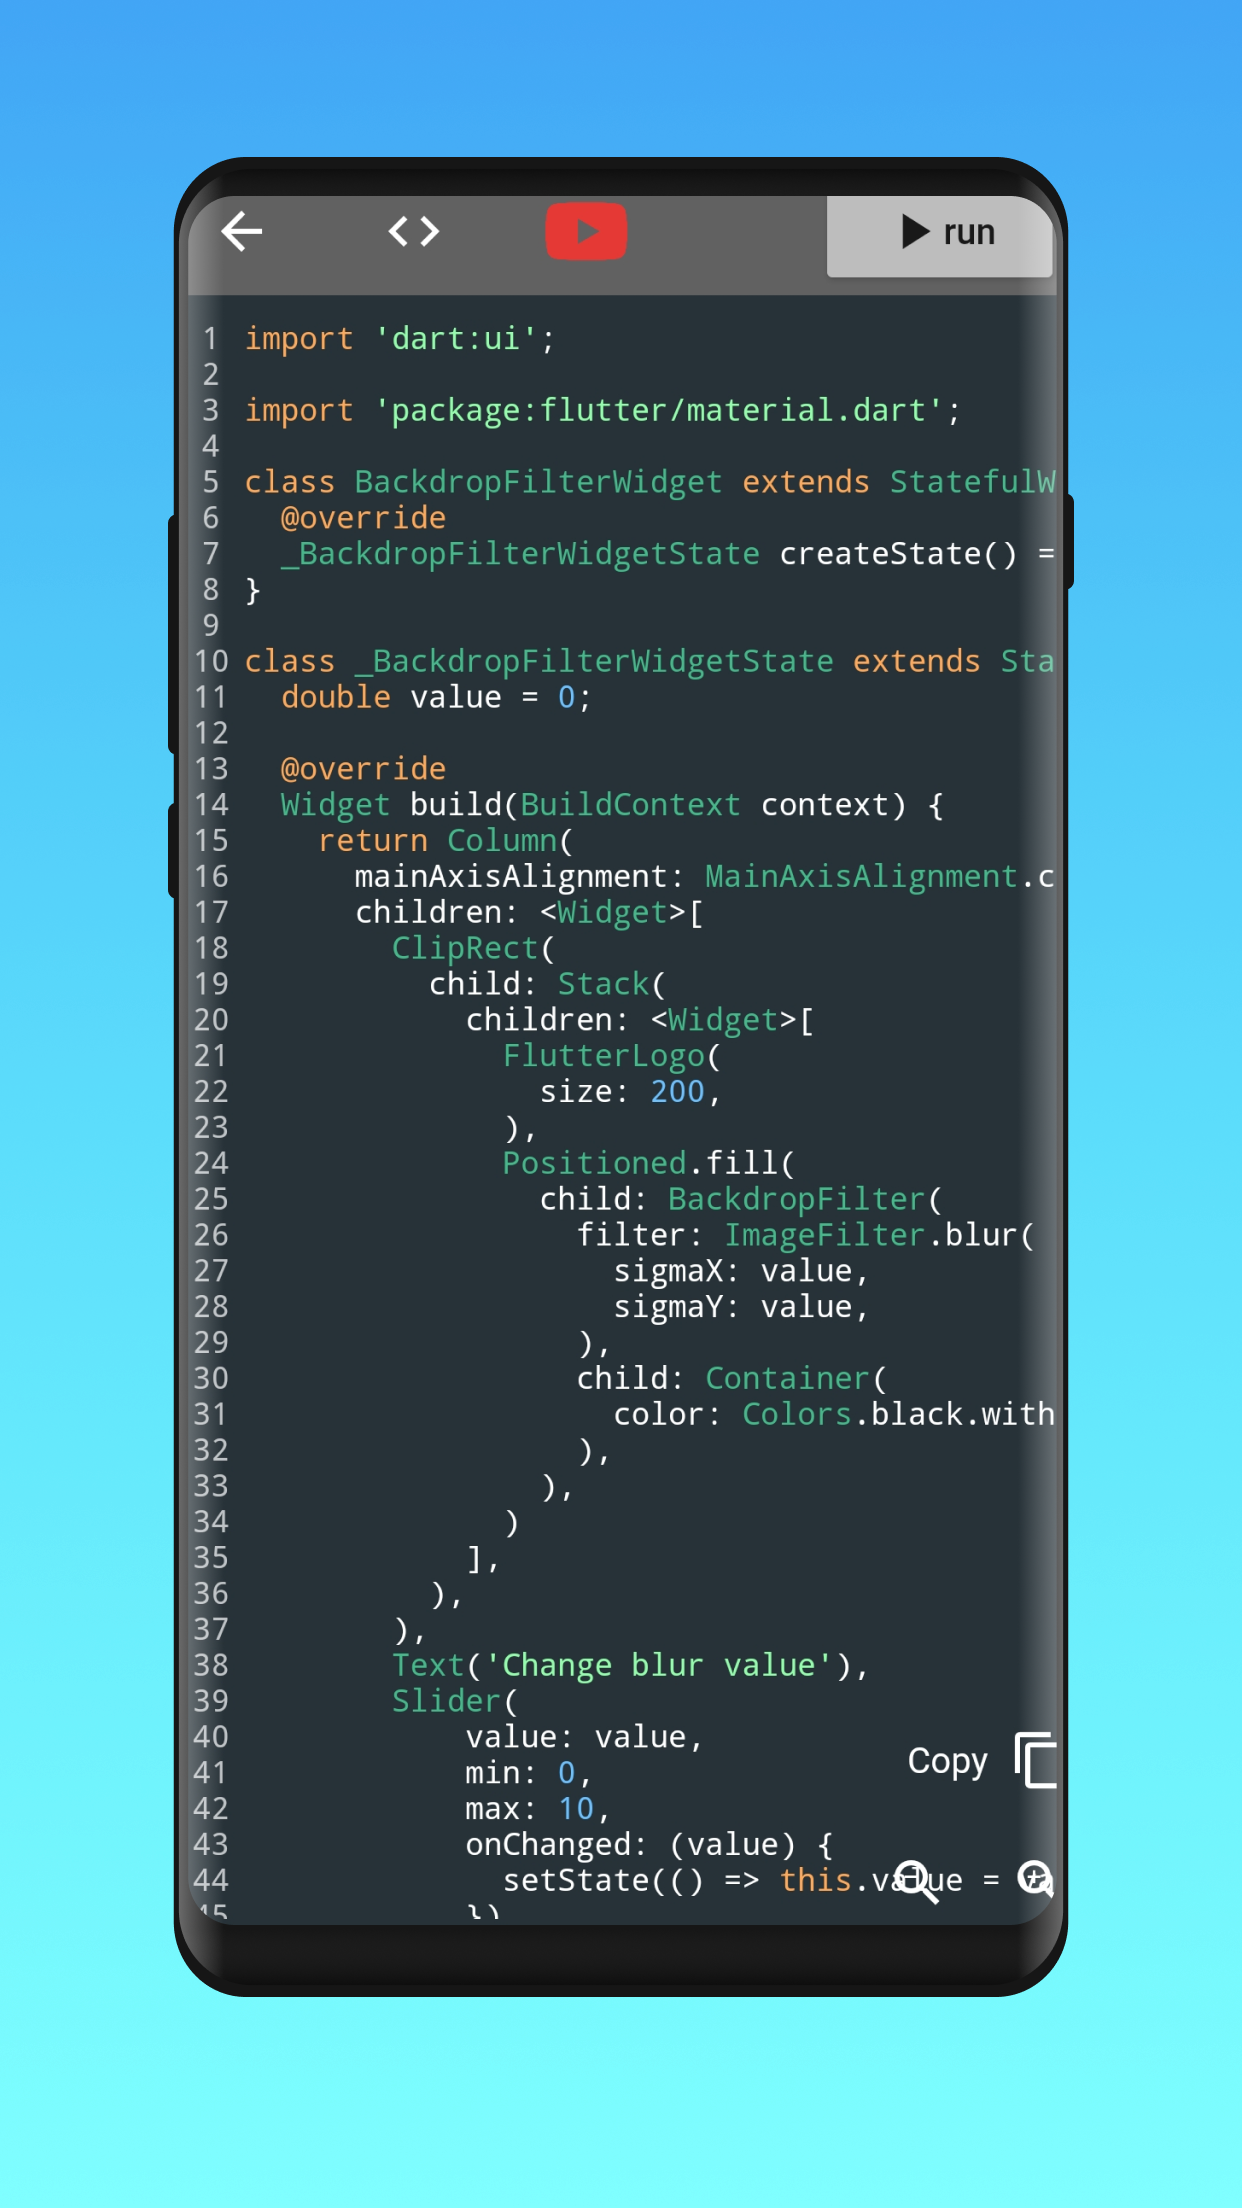 run
1 import 'dart:ui';
2
3 import 'package:flutter/material.dart';
4
5 class BackdropFilterWidget extends StatefulW
6   @override
7   _BackdropFilterWidgetState createState() =
8 }
9
10 class _BackdropFilterWidgetState extends Sta
11   double value = 0;
12
13   @override
14   Widget build(BuildContext context) {
15     return Column(
16       mainAxisAlignment: MainAxisAlignment.c
17       children: <Widget>[
18         ClipRect(
19           child: Stack(
20             children: <Widget>[
21               FlutterLogo(
22                 size: 200,
23               ),
24               Positioned.fill(
25                 child: BackdropFilter(
26                   filter: ImageFilter.blur(
27                     sigmaX: value,
28                     sigmaY: value,
29                   ),
30                   child: Container(
31                     color: Colors.black.with
32                   ),
33                 ),
34               )
35             ],
36           ),
37         ),
38         Text('Change blur value'),
39         Slider(
40             value: value,
Copy
41             min: 0,
42             max: 10,
43             onChanged: (value) {
44               setState(() => this.value =
45             })